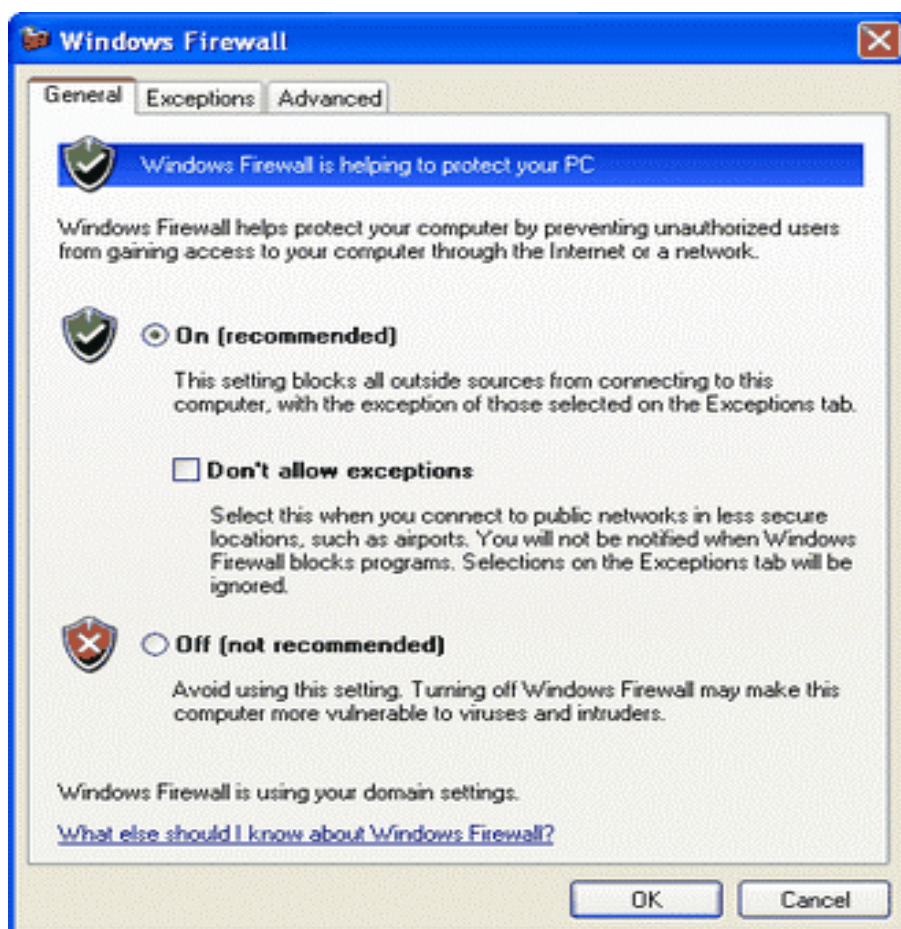 Windows Firewall
General
Exceptions
Advanced
Windows Firewall is helping to protect your PC
Windows Firewall helps protect your computer by preventing unauthorized users
from gaining access to your computer through the Internet or a network.
On (recommended)
This setting blocks all outside sources from connecting to this
computer, with the exception of those selected on the Exceptions tab.
Don't allow exceptions
Select this when you connect to public networks in less secure
locations, such as airports. You will not be notified when Windows
Firewall blocks programs. Selections on the Exceptions tab will be
ignored.
Off (not recommended)
Avoid using this setting. Turning off Windows Firewall may make this
computer more vulnerable to viruses and intruders.
Windows Firewall is using your domain settings.
What else should I know about Windows Firewall?
OK
Cancel